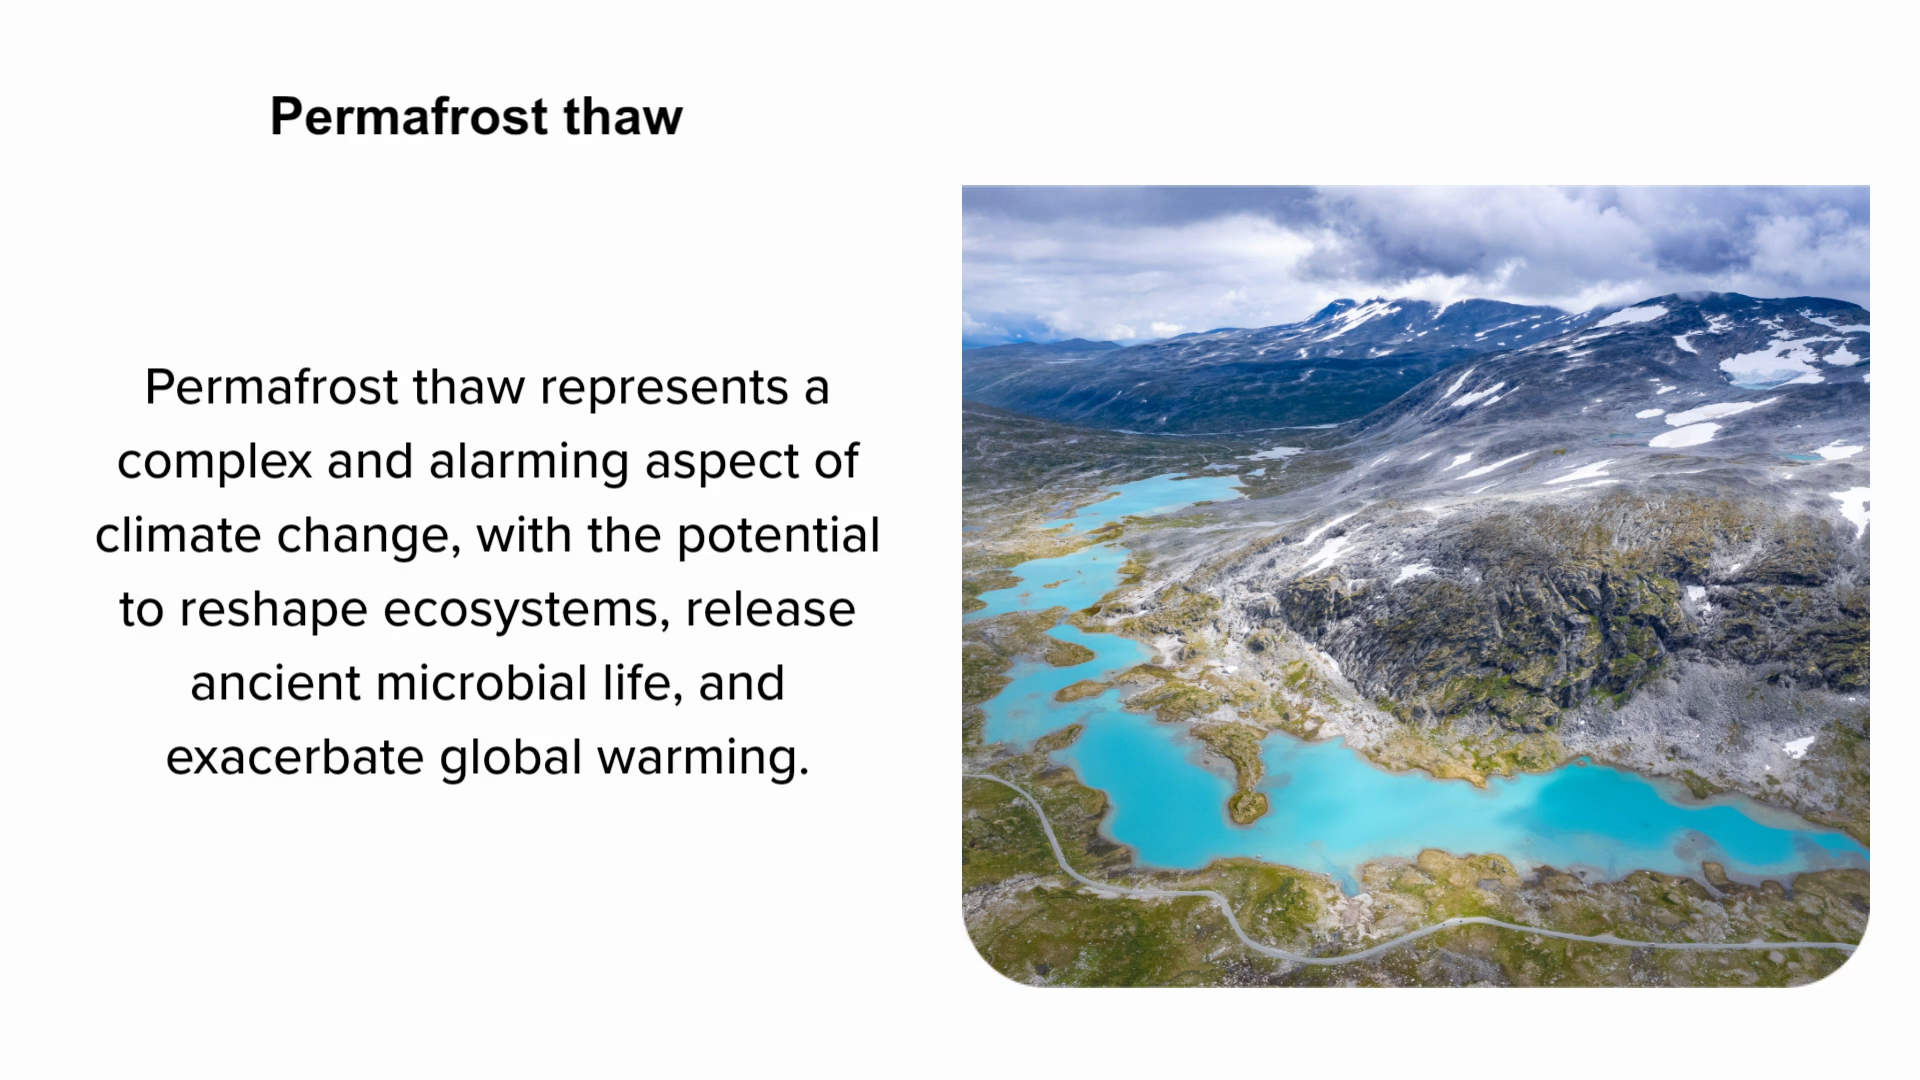 Permafrost thaw
Permafrost thaw represents a
complex and alarming aspect of
climate change, with the potential
to reshape ecosystems, release
ancient microbial life, and
exacerbate global warming.